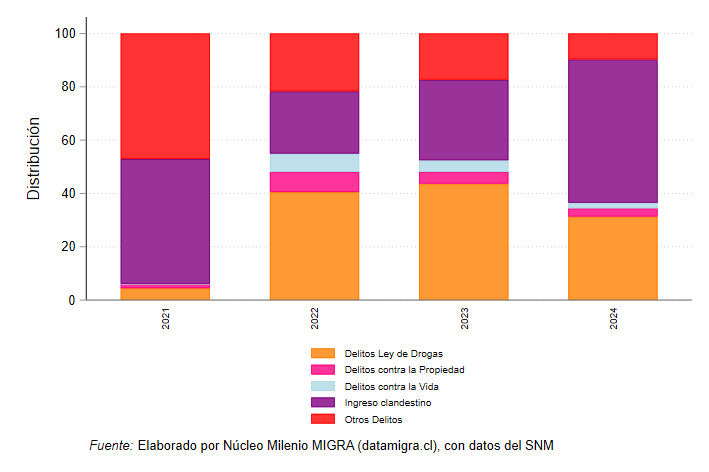 Distribución
100
80
60
40
20
0
2021
2022
2023
2024
Delitos Ley de Drogas
Delitos contra la Propiedad
Delitos contra la Vida
Ingreso clandestino
Otros Delitos
Fuente: Elaborado por Núcleo Milenio MIGRA (datamigra.cl), con datos del SNM